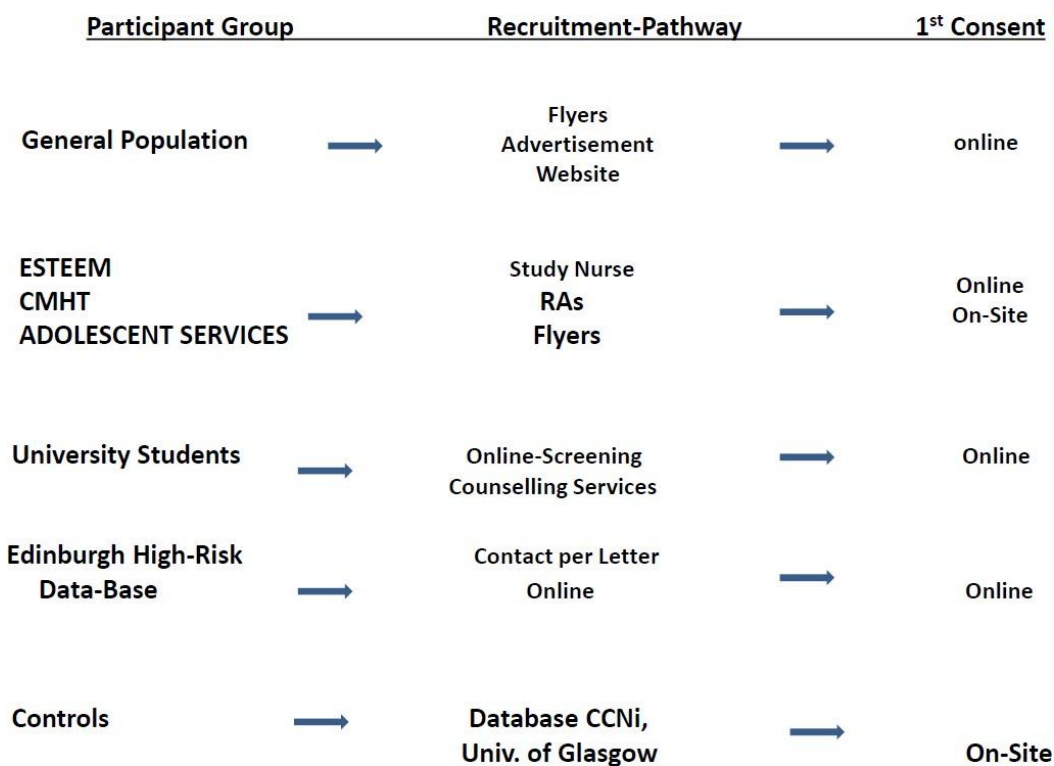 Participant Group Recruitment-Pathway 1st Consent
General Population
Flyers
Advertisement
Website
online
ESTEEM
CMHT
ADOLESCENT SERVICES
Study Nurse
RAs
Flyers
Online
On-Site
University Students
Online-Screening
Counselling Services
Online
Edinburgh High-Risk
Data-Base
Contact per Letter
Online
Online
Controls
Database CCNi,
Univ. of Glasgow
On-Site